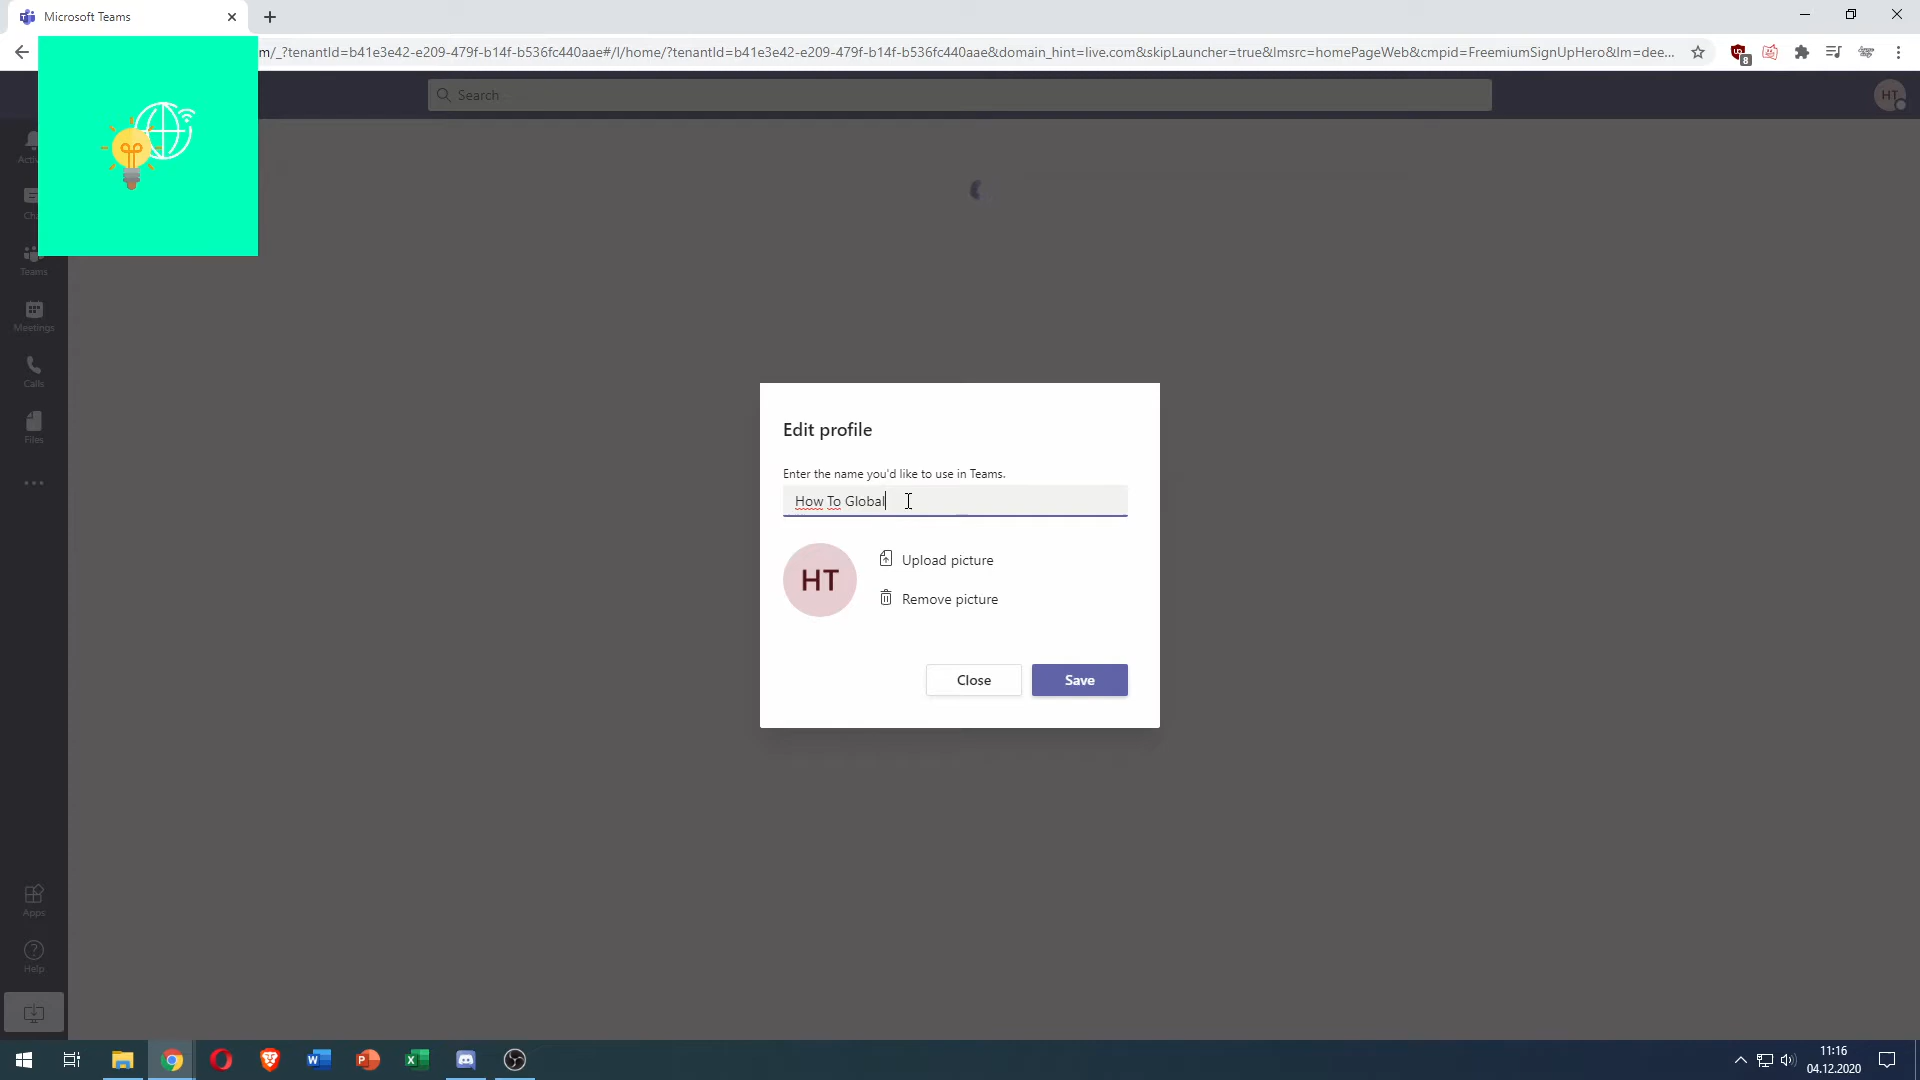 Microsoft Teams
m/_?tenantId=b41e3e42-e209-479f-b14f-b536fc440aae#/l/home/?tenantId=b41e3e42-e209-479f-b14f-b536fc440aae&domain_hint=live.com&skipLauncher=true&lmsrc=homePageWeb&cmpid=FreemiumSignUpHero&lm=dee...
8
Search
HT
Activ
Ch
Teams
Meetings
Calls
Files
Edit profile
Enter the name you'd like to use in Teams.
How To Global
HT
Upload picture
Remove picture
Close
Save
Apps
Help
11:16
04.12.2020